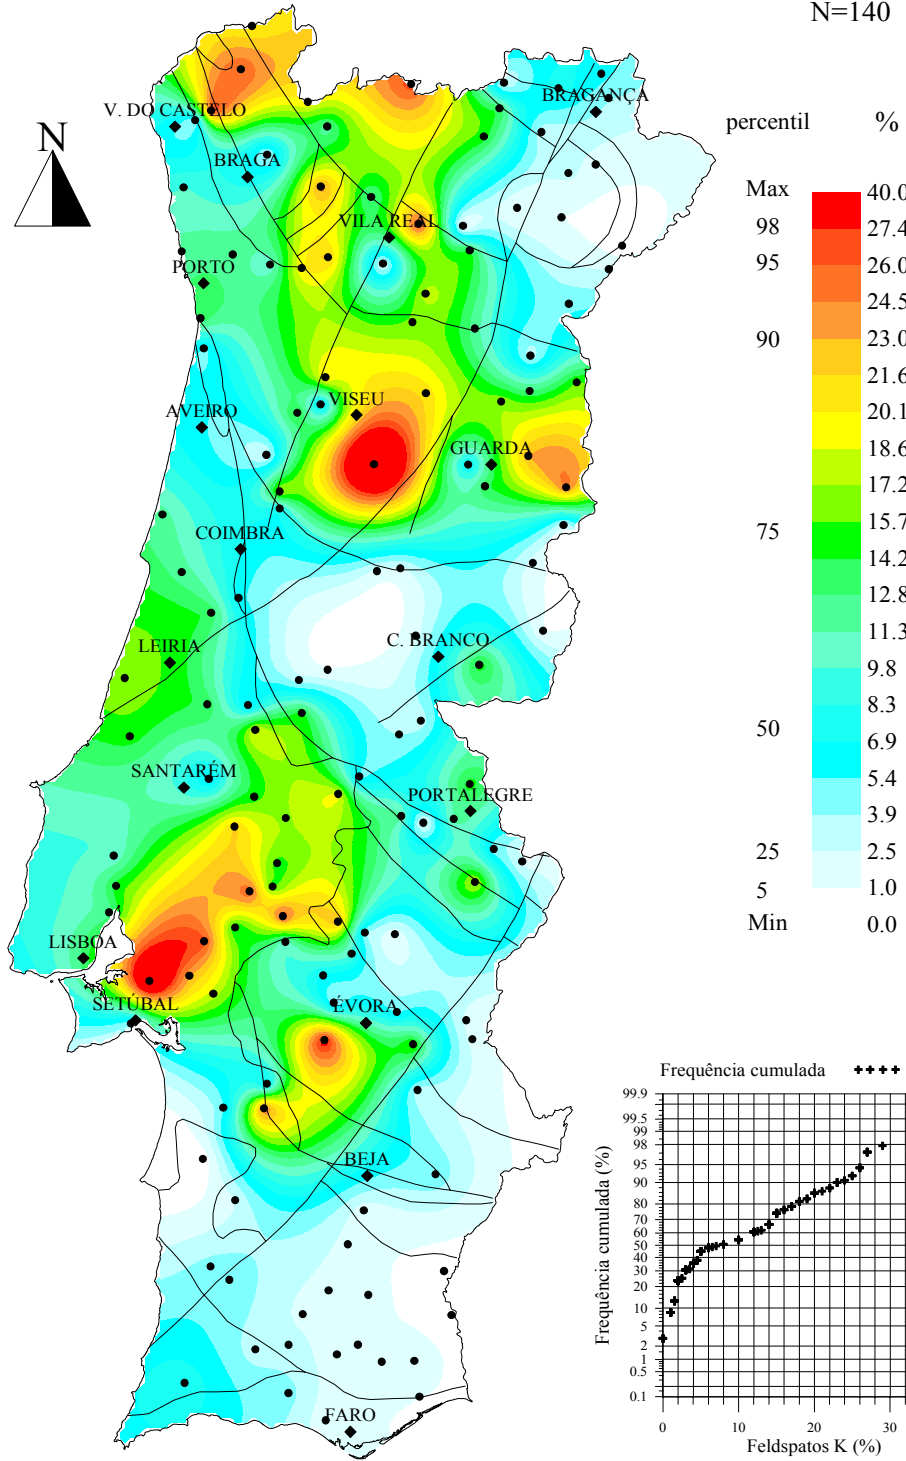 N=140
N
V. DO CASTELO
BRAGANÇA
BRAGA
VILA REAL
PORTO
AVEIRO
VISEU
GUARDA
COIMBRA
LEIRIA
C. BRANCO
SANTARÉM
PORTALEGRE
LISBOA
SETÚBAL
ÉVORA
BEJA
FARO
percentil %
Max 40.0
98 27.4
95 26.0
24.5
90 23.0
21.6
20.1
18.6
17.2
15.7
75 14.2
12.8
11.3
9.8
8.3
50 6.9
5.4
3.9
25 2.5
5 1.0
Min 0.0
Frequência cumulada
Frequência cumulada (%)
99.9
99.5
99
98
95
90
80
70
60
50
40
30
20
10
5
2
1
0.5
0.1
0 10 20 30
Feldspatos K (%)